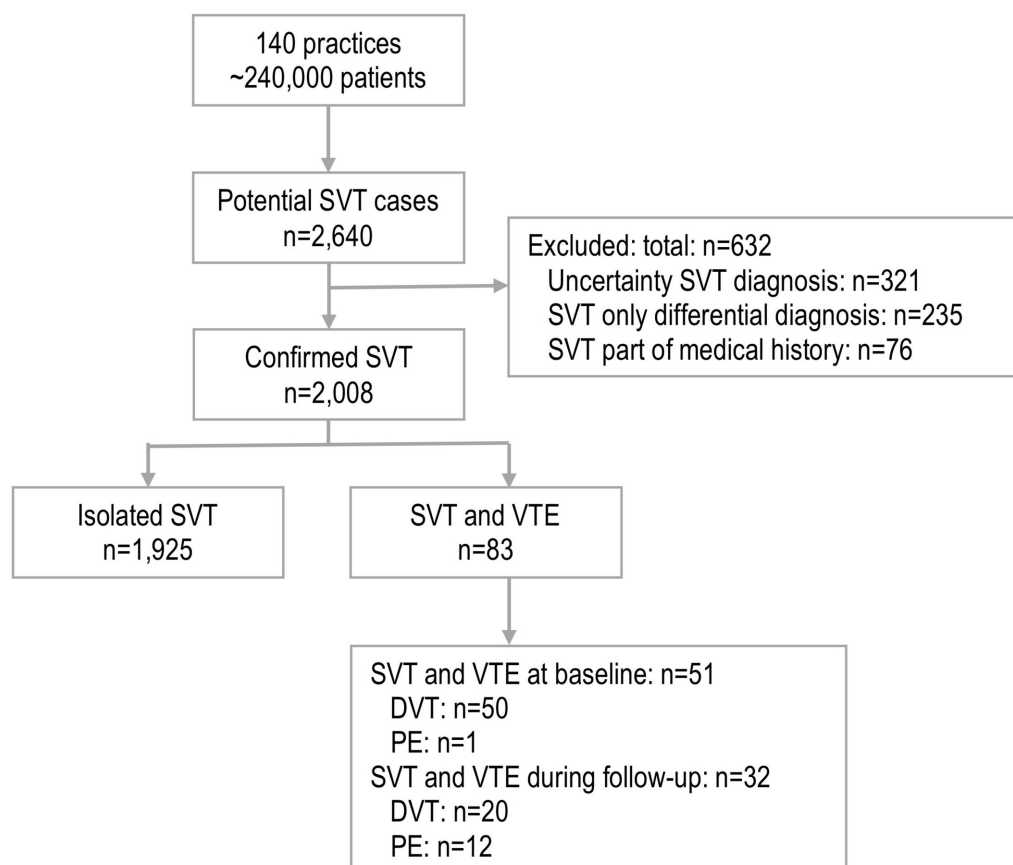 140 practices
~240,000 patients
Potential SVT cases
n=2,640
Excluded: total: n=632
Uncertainty SVT diagnosis: n=321
SVT only differential diagnosis: n=235
SVT part of medical history: n=76
Confirmed SVT
n=2,008
Isolated SVT
n=1,925
SVT and VTE
n=83
SVT and VTE at baseline: n=51
DVT: n=50
PE: n=1
SVT and VTE during follow-up: n=32
DVT: n=20
PE: n=12